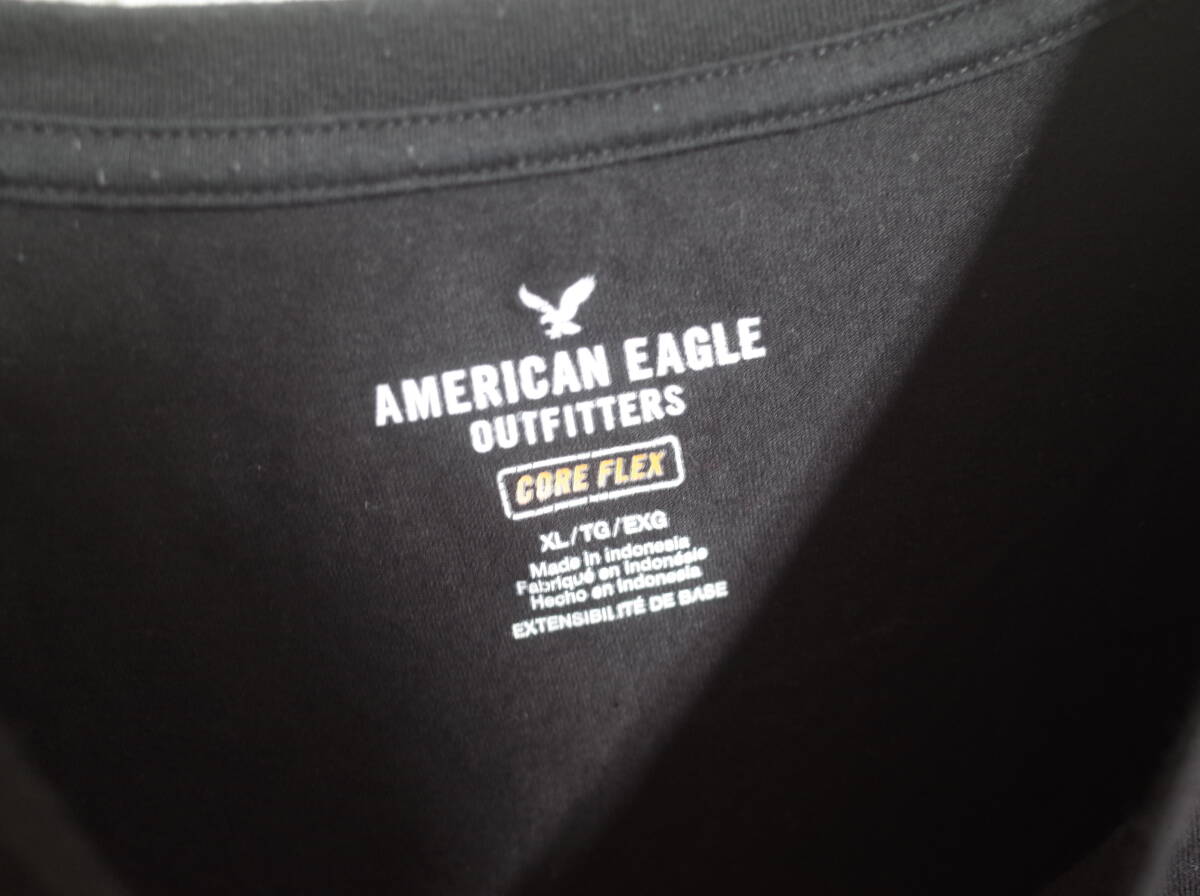 AMERICAN EAGLE
OUTFITTERS
CORE FLEX
XL/TG/EXG
Made in Indonesia
Fabriqué en Indonésie
Hecho en Indonesia
EXTENSIBILITÉ DE BASE